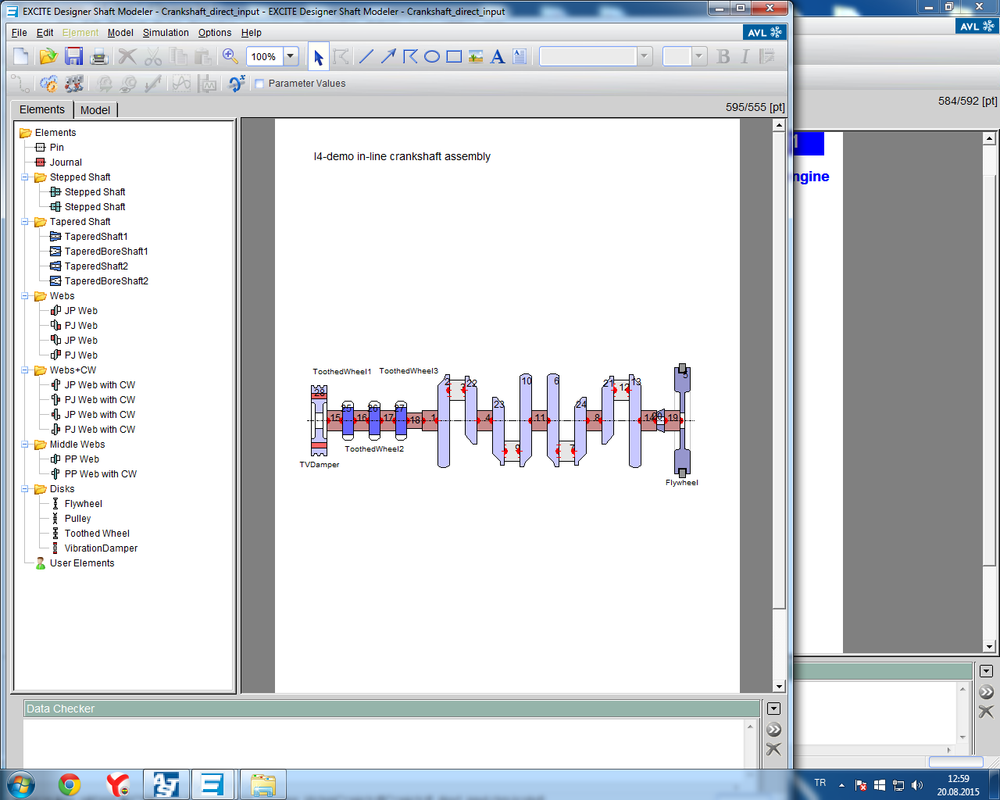 EXCITE Designer Shaft Modeler - Crankshaft_direct_input - EXCITE Designer Shaft Modeler - Crankshaft_direct_input
File Edit Element Model Simulation Options Help
AVL
AVL
100%
A
B I
Parameter Values
Elements Model
595/555 [pt]
584/592 [pt]
Elements
Pin
Journal
Stepped Shaft
Stepped Shaft
Stepped Shaft
Tapered Shaft
TaperedShaft1
TaperedBoreShaft1
TaperedShaft2
TaperedBoreShaft2
Webs
JP Web
PJ Web
JP Web
PJ Web
Webs+CW
JP Web with CW
PJ Web with CW
JP Web with CW
PJ Web with CW
Middle Webs
PP Web
PP Web with CW
Disks
Flywheel
Pulley
Toothed Wheel
VibrationDamper
User Elements
I4-demo in-line crankshaft assembly
1
ngine
ToothedWheel1 ToothedWheel3
28 2 3 22 10 6 21 12 13 5
25 26 27 23 24
15 16 17 18 1 4 11 8 14 20 19
9 7
ToothedWheel2
TVDamper
Flywheel
Data Checker
TR
12:59
20.08.2015